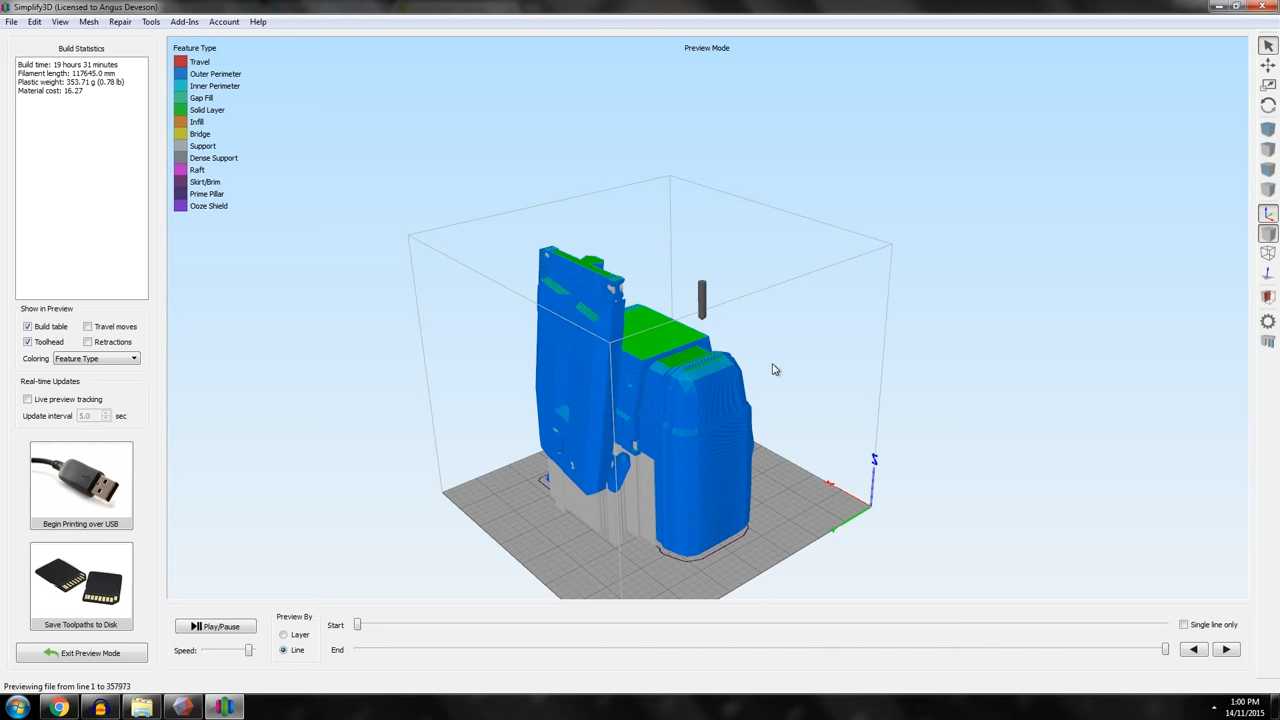 Simplify3D (Licensed to Angus Deveson)
File Edit View Mesh Repair Tools Add-Ins Account Help
Build Statistics
Build time: 19 hours 31 minutes
Filament length: 117645.0 mm
Plastic weight: 353.71 g (0.78 lb)
Material cost: 16.27
Show in Preview
Build table Travel moves
Toolhead Retractions
Coloring Feature Type
Real-time Updates
Live preview tracking
Update interval 5.0 sec
Begin Printing over USB
Save Toolpaths to Disk
Exit Preview Mode
Feature Type
Travel
Outer Perimeter
Inner Perimeter
Gap Fill
Solid Layer
Infill
Bridge
Support
Dense Support
Raft
Skirt/Brim
Prime Pillar
Ooze Shield
Preview Mode
Play/Pause
Speed:
Preview By
Layer
Line
Start
End
Single line only
Previewing file from line 1 to 357973
1:00 PM
14/11/2015